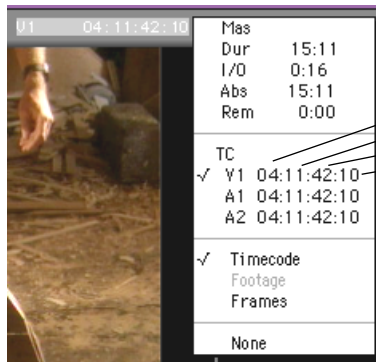 V1 04:11:42:10
Mas
Dur 15:11
I/O 0:16
Abs 15:11
Rem 0:00
TC
✓ V1 04:11:42:10
A1 04:11:42:10
A2 04:11:42:10
✓ Timecode
Footage
Frames
None